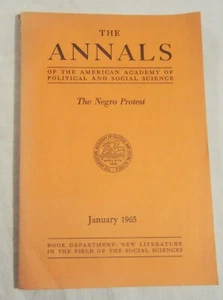 THE
ANNALS
OF THE AMERICAN ACADEMY OF
POLITICAL AND SOCIAL SCIENCE
The Negro Protest
January 1965
BOOK DEPARTMENT: NEW LITERATURE
IN THE FIELD OF THE SOCIAL SCIENCES